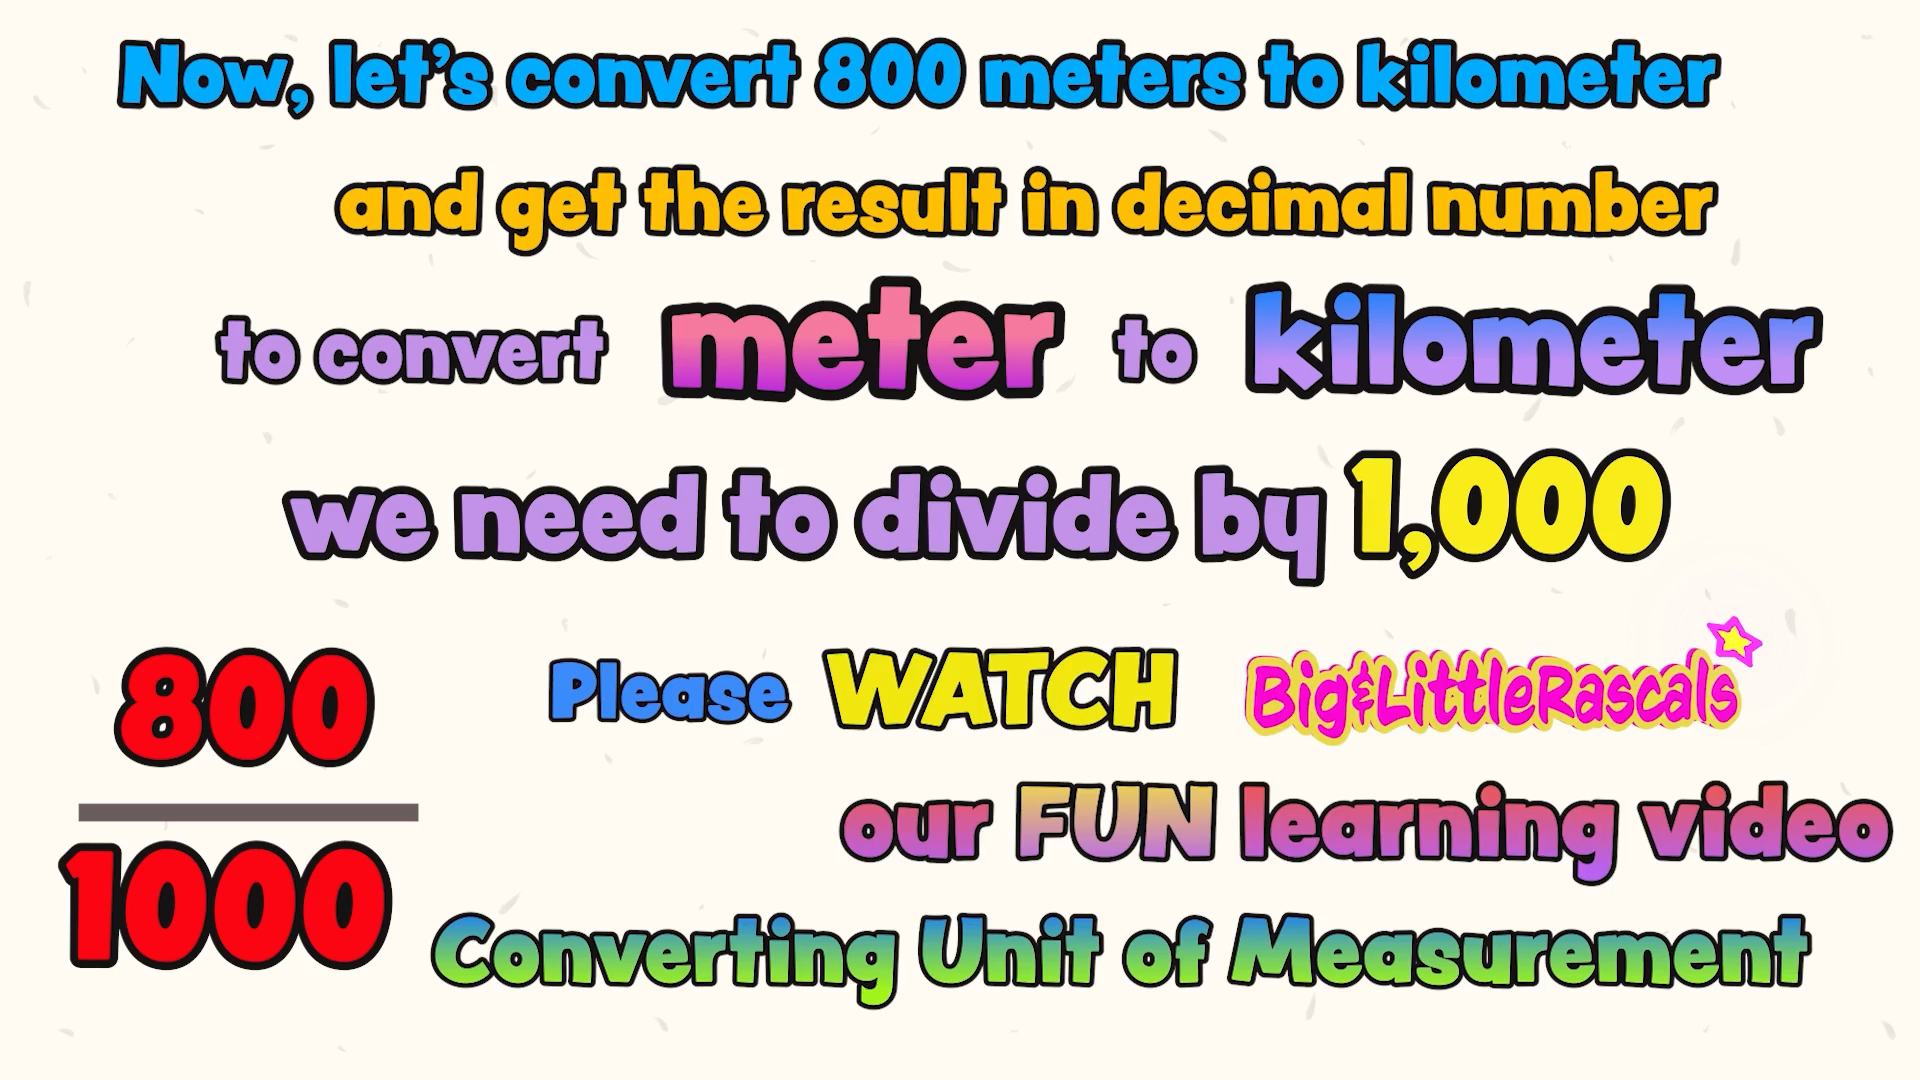 Now, let's convert 800 meters to kilometer
and get the result in decimal number
to convert meter to kilometer
we need to divide by 1,000
800
1000
Please WATCH Big&LittleRascals
our FUN learning video
Converting Unit of Measurement